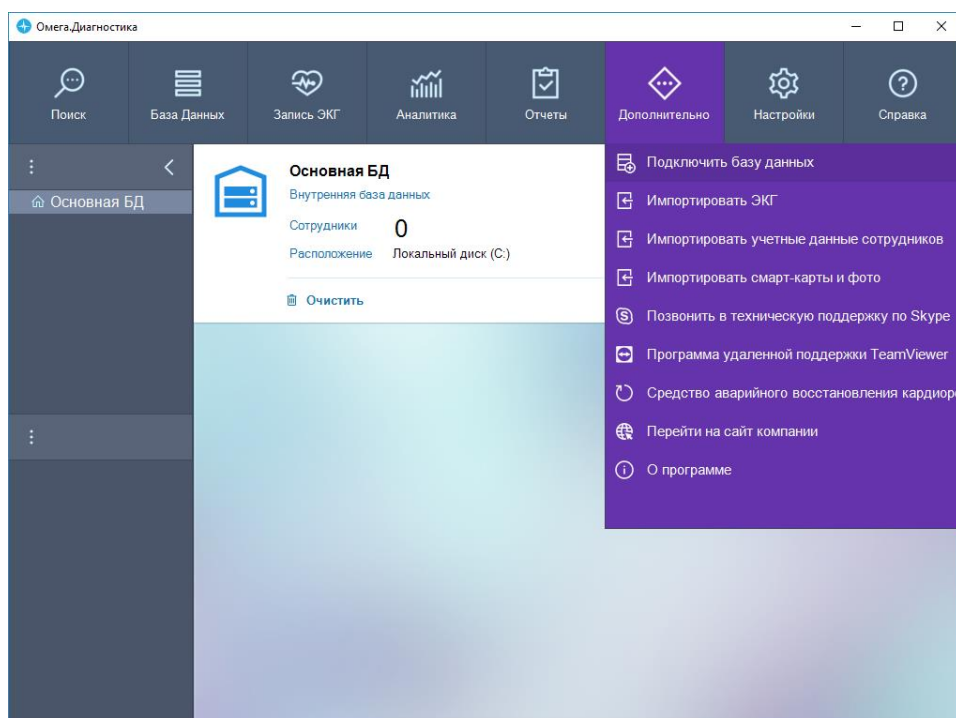 Омега.Диагностика
Поиск
База Данных
Запись ЭКГ
Аналитика
Отчеты
Дополнительно
Настройки
Справка
Основная БД
Основная БД
Внутренняя база данных
Сотрудники 0
Расположение Локальный диск (C:)
Очистить
Подключить базу данных
Импортировать ЭКГ
Импортировать учетные данные сотрудников
Импортировать смарт-карты и фото
Позвонить в техническую поддержку по Skype
Программа удаленной поддержки TeamViewer
Средство аварийного восстановления кардиор
Перейти на сайт компании
О программе